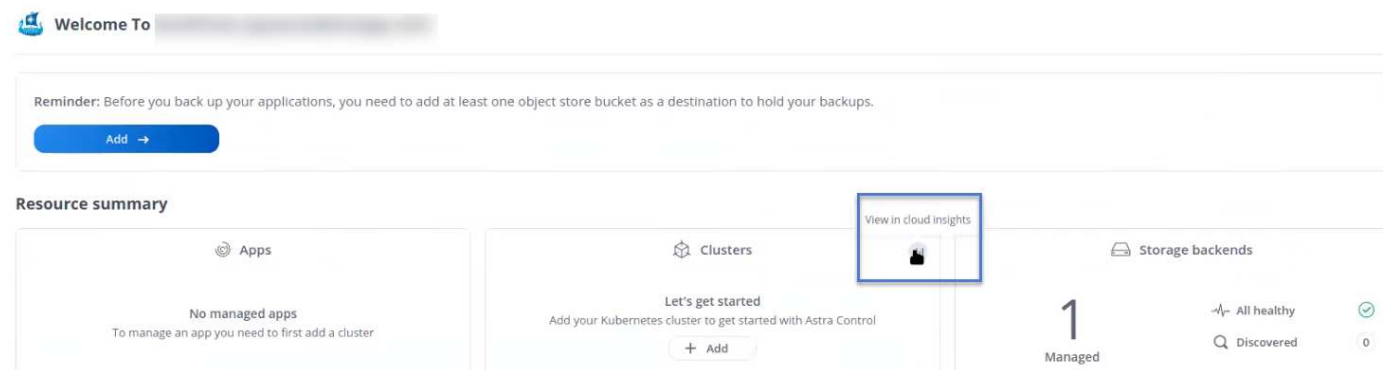 Welcome To
Reminder: Before you back up your applications, you need to add at least one object store bucket as a destination to hold your backups.
Add →
Resource summary
View in cloud insights
Apps
No managed apps
To manage an app you need to first add a cluster
Clusters
Let's get started
Add your Kubernetes cluster to get started with Astra Control
+ Add
Storage backends
1
Managed
All healthy
Discovered 0